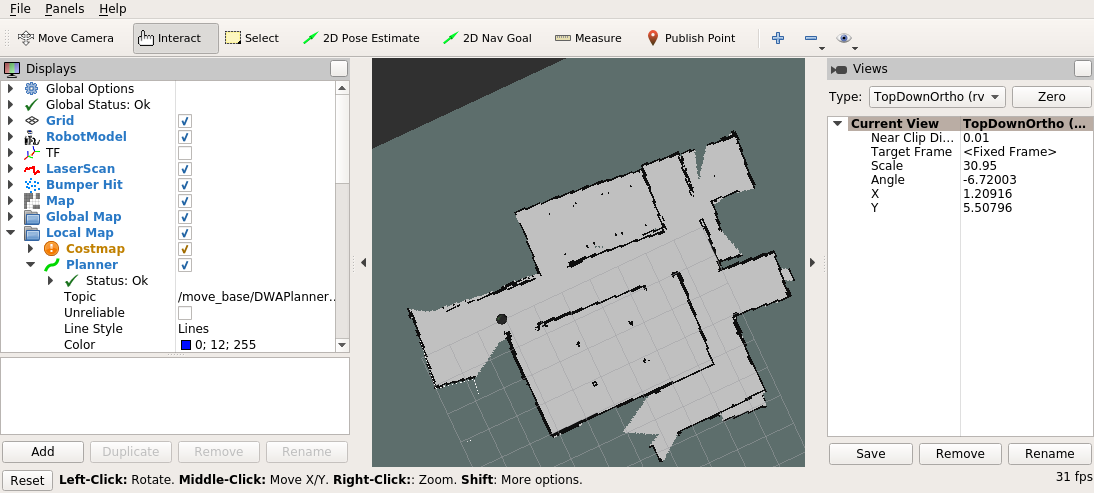 File Panels Help
Move Camera Interact Select 2D Pose Estimate 2D Nav Goal Measure Publish Point
Displays
Global Options
Global Status: Ok
Grid
RobotModel
TF
LaserScan
Bumper Hit
Map
Global Map
Local Map
Costmap
Planner
Status: Ok
Topic /move_base/DWAPlanner...
Unreliable
Line Style Lines
Color 0; 12; 255
Add Duplicate Remove Rename
Views
Type: TopDownOrtho (rv Zero
Current View TopDownOrtho (...
Near Clip Di... 0.01
Target Frame <Fixed Frame>
Scale 30.95
Angle -6.72003
X 1.20916
Y 5.50796
Save Remove Rename
Reset Left-Click: Rotate. Middle-Click: Move X/Y. Right-Click:: Zoom. Shift: More options. 31 fps